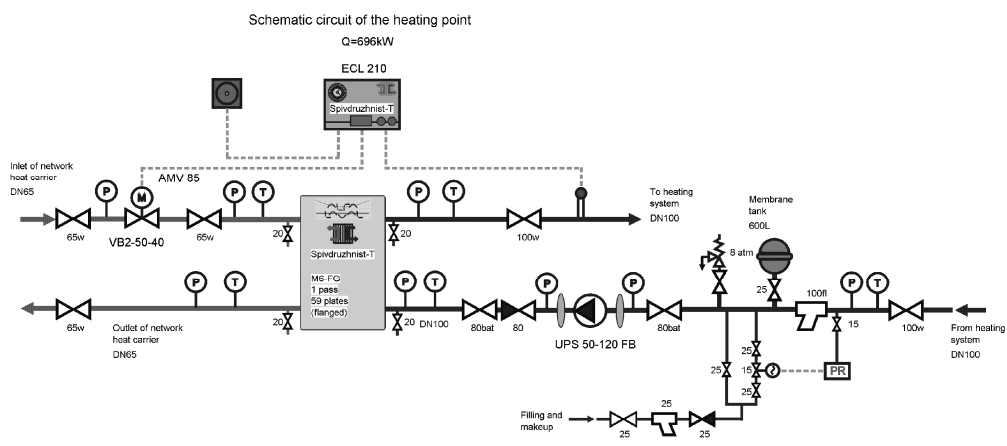 Schematic circuit of the heating point
Q=696kW
ECL 210
Spivdruzhnist-T
Inlet of network
heat carrier
DN65
P
M
AMV 85
P
T
P
T
To heating
system
DN100
Membrane
tank
600L
65w
VB2-50-40
65w
20
ALFA
LAVAL
Spivdruzhnist-T
20
100w
8 atm
M6-FG
1 pass
59 plates
(flanged)
P
T
P
T
P
P
25
100fl
P
T
65w
Outlet of network
heat carrier
DN65
20
20
DN100
80bat
80
UPS 50-120 FB
80bat
15
100w
From heating
system
DN100
25
25
15
25
PR
Filling and
makeup
25
25
25